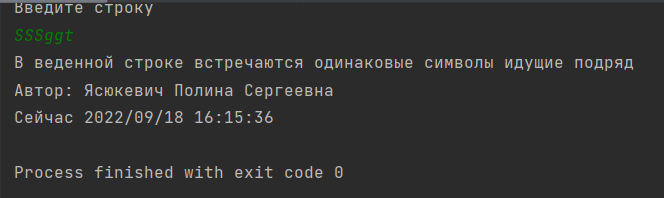 Введите строку
SSSggt
В веденной строке встречаются одинаковые символы идущие подряд
Автор: Ясюкевич Полина Сергеевна
Сейчас 2022/09/18 16:15:36
Process finished with exit code 0